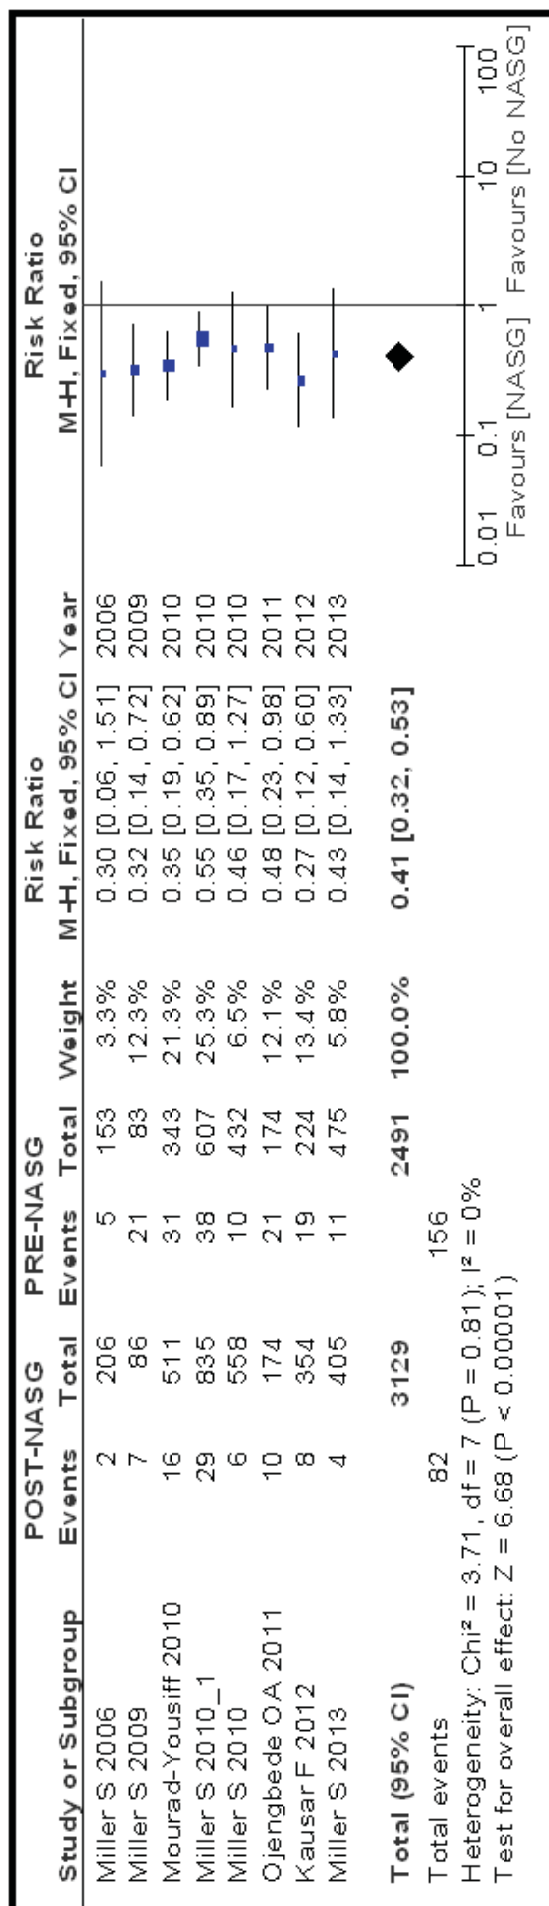 POST-NASG PRE-NASG Risk Ratio Risk Ratio
Study or Subgroup Events Total Events Total Weight M-H, Fixed, 95% CI Year M-H, Fixed, 95% CI
Miller S 2006 2 206 5 153 3.3% 0.30 [0.06, 1.51] 2006
Miller S 2009 7 86 21 83 12.3% 0.32 [0.14, 0.72] 2009
Mourad-Yousiff 2010 16 511 31 343 21.3% 0.35 [0.19, 0.62] 2010
Miller S 2010_1 29 835 38 607 25.3% 0.55 [0.35, 0.89] 2010
Miller S 2010 6 558 10 432 6.5% 0.46 [0.17, 1.27] 2010
Ojengbede OA 2011 10 174 21 174 12.1% 0.48 [0.23, 0.98] 2011
Kausar F 2012 8 354 19 224 13.4% 0.27 [0.12, 0.60] 2012
Miller S 2013 4 405 11 475 5.8% 0.43 [0.14, 1.33] 2013
Total (95% CI) 3129 2491 100.0% 0.41 [0.32, 0.53]
Total events 82 156
Heterogeneity: Chi² = 3.71, df = 7 (P = 0.81); I² = 0%
Test for overall effect: Z = 6.68 (P < 0.00001)
0.01 0.1 1 10 100
Favours [NASG] Favours [No NASG]